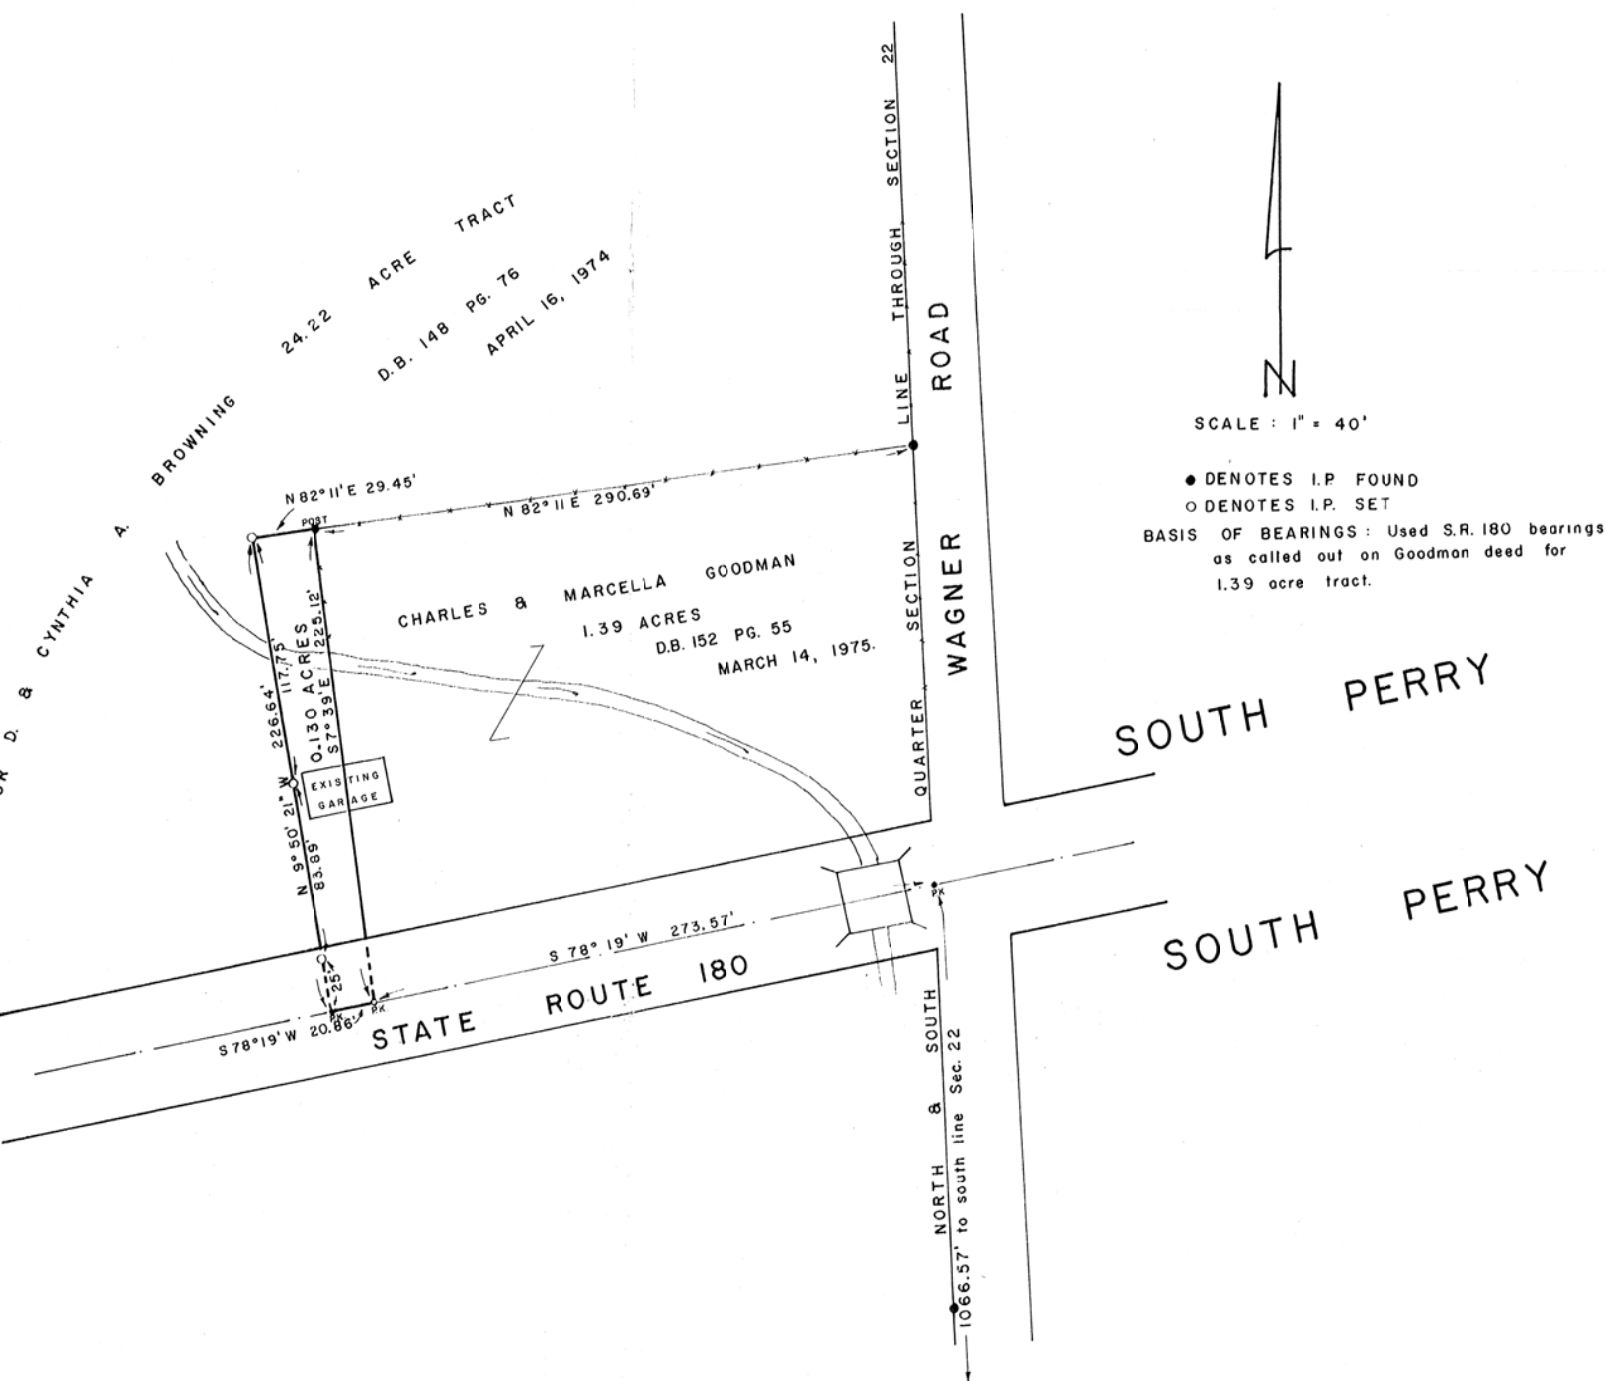 24.22 ACRE TRACT
D.B. 148 PG. 76
APRIL 16, 1974
D. & CYNTHIA A. BROWNING
N 82° 11' E 29.45'
POST
N 82° 11 E 290.69'
CHARLES & MARCELLA GOODMAN
1.39 ACRES
D.B. 152 PG. 55
MARCH 14, 1975.
226.64'
117.75'
0.130 ACRES
S 7° 39' E 225.12'
N 9° 50' 21" W
83.89'
EXISTING
GARAGE
25'
PK
PK
S 78° 19' W 20.86'
S 78° 19' W 273.57'
STATE ROUTE 180
PK
NORTH & SOUTH QUARTER SECTION LINE THROUGH SECTION 22
WAGNER ROAD
1066.57' to south line Sec. 22
N
SCALE : 1" = 40'
DENOTES I.P. FOUND
DENOTES I.P. SET
BASIS OF BEARINGS : Used S.R. 180 bearings
as called out on Goodman deed for
1.39 acre tract.
SOUTH PERRY
SOUTH PERRY